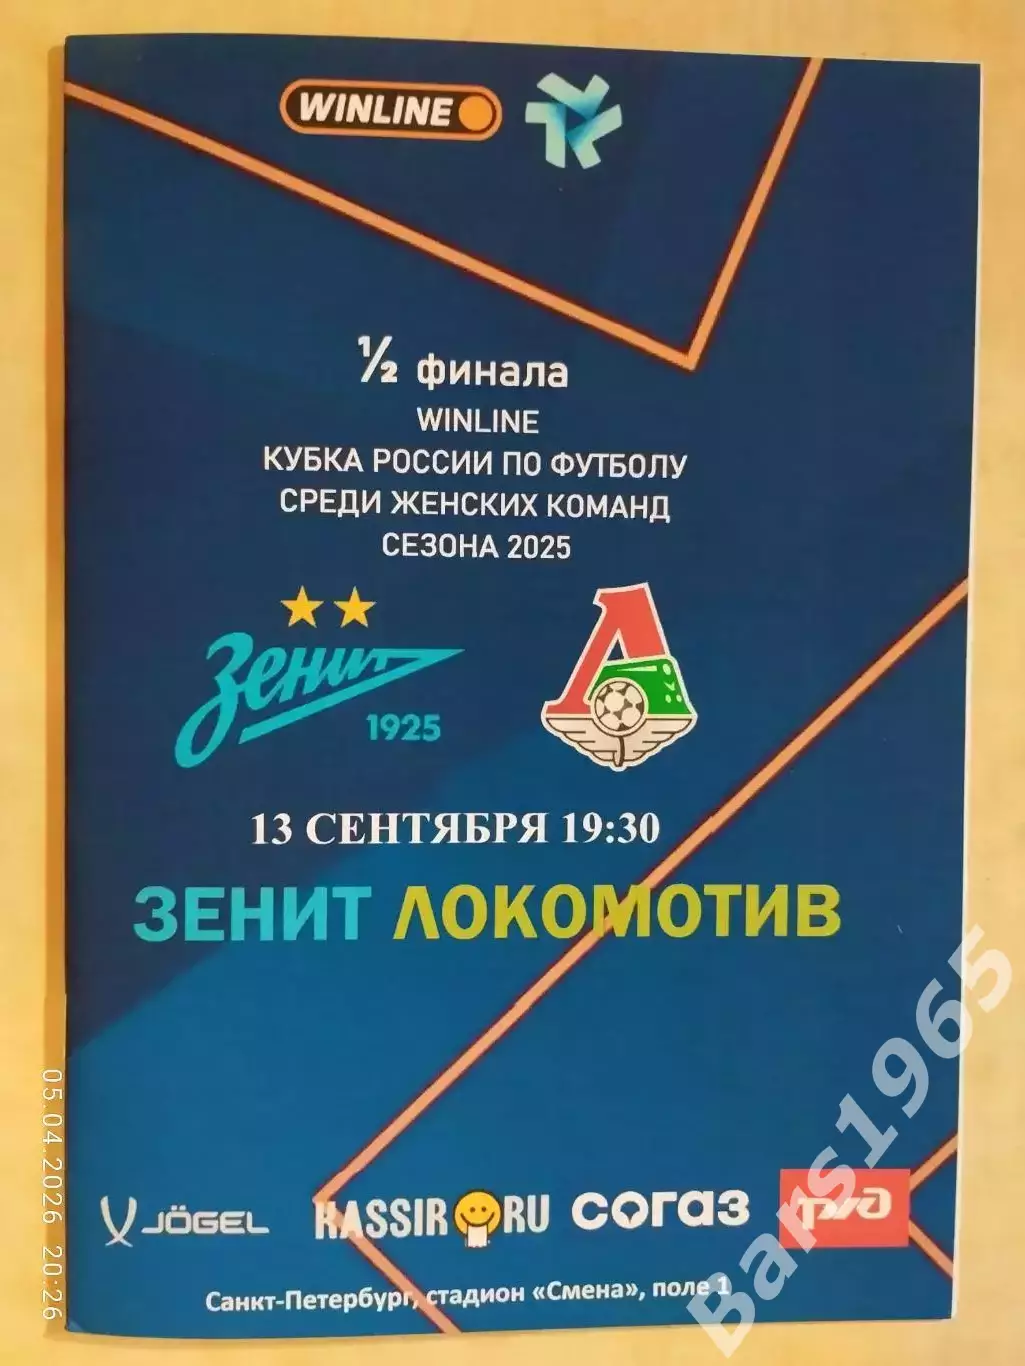 WINLINE
½ финала
WINLINE
КУБКА РОССИИ ПО ФУТБОЛУ
СРЕДИ ЖЕНСКИХ КОМАНД
СЕЗОНА 2025
Зенит
1925
13 СЕНТЯБРЯ 19:30
ЗЕНИТ ЛОКОМОТИВ
JÖGEL
KASSIR RU
СОГАЗ
РЖД
Санкт-Петербург, стадион «Смена», поле 1
05.04.2026 20:26
Bars1965